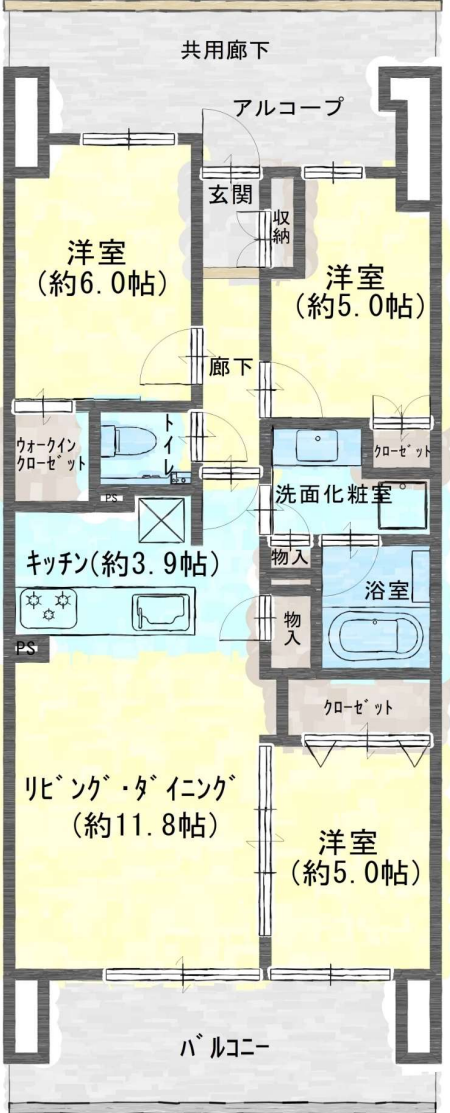 共用廊下
アルコープ
玄関
収納
洋室
(約6.0帖)
洋室
(約5.0帖)
廊下
トイレ
ウォークイン
クローゼット
クローゼット
PS
洗面化粧室
キッチン(約3.9帖)
物入
浴室
物入
PS
クローゼット
リビング・ダイニング
(約11.8帖)
洋室
(約5.0帖)
バルコニー